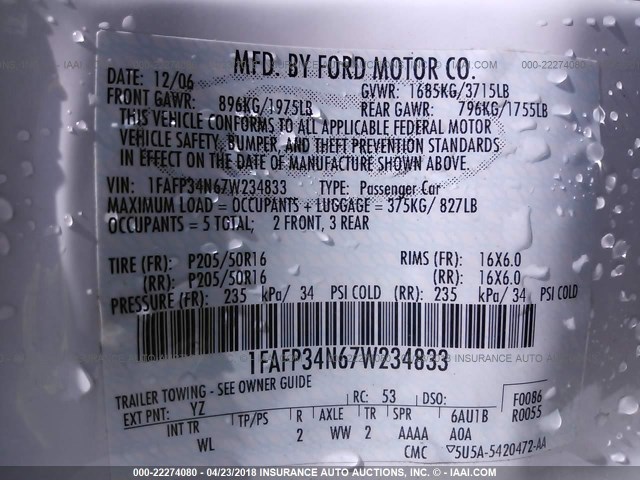 MFD. BY FORD MOTOR CO.
DATE: 12/06
GVWR: 1685KG/3715LB
FRONT GAWR: 896KG/1975LB
REAR GAWR: 796KG/1755LB
THIS VEHICLE CONFORMS TO ALL APPLICABLE FEDERAL MOTOR
VEHICLE SAFETY, BUMPER, AND THEFT PREVENTION STANDARDS
IN EFFECT ON THE DATE OF MANUFACTURE SHOWN ABOVE.
VIN: 1FAFP34N67W234833 TYPE: Passenger Car
MAXIMUM LOAD = OCCUPANTS + LUGGAGE = 375KG/ 827LB
OCCUPANTS = 5 TOTAL; 2 FRONT, 3 REAR
TIRE (FR): P205/50R16 RIMS (FR): 16X6.0
(RR): P205/50R16 (RR): 16X6.0
PRESSURE (FR): 235 kPa/ 34 PSI COLD (RR): 235 kPa/ 34 PSI COLD
1FAFP34N67W234833
TRAILER TOWING - SEE OWNER GUIDE RC: 53 DSO: F0086
EXT PNT: YZ R0055
INT TR TP/PS R AXLE TR SPR 6AU1B
WL 2 WW 2 AAAA A0A
CMC ▽5U5A-5420472-AA
000-22274080 - 04/23/2018 INSURANCE AUTO AUCTIONS, INC. - © - IAAI.COM